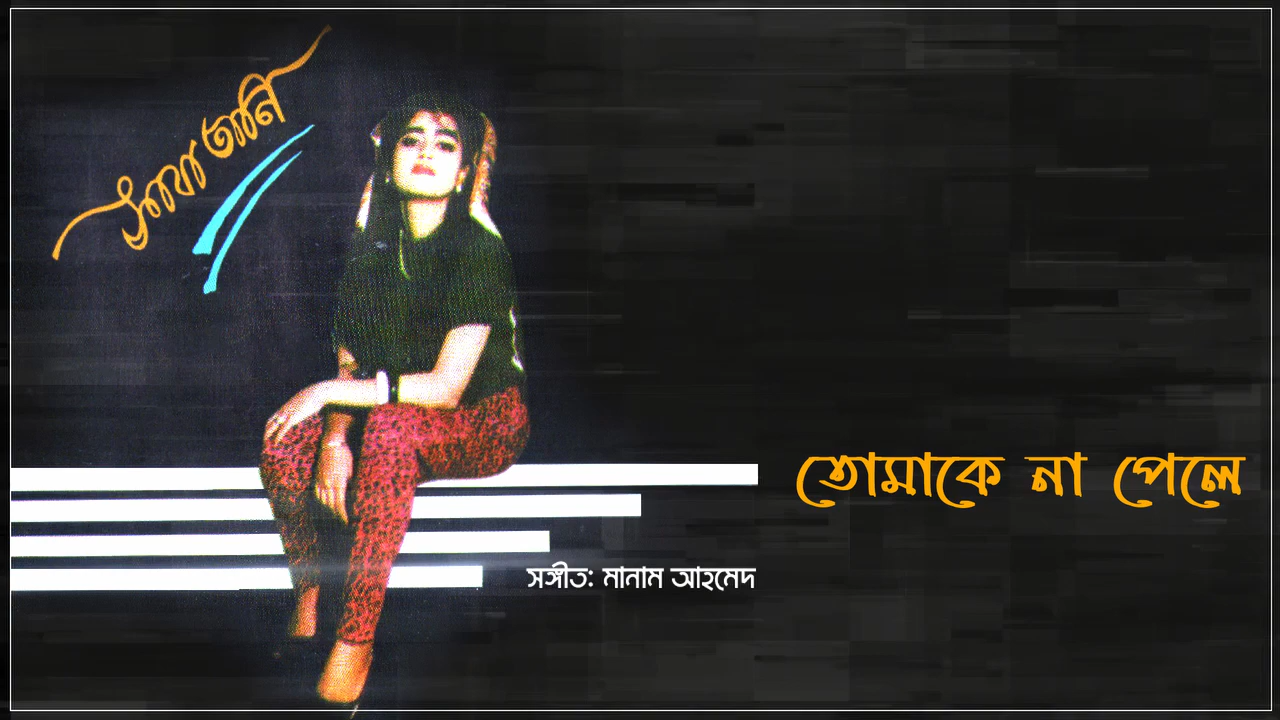 সাবা তানি
তোমাকে না পেলে
সঙ্গীত: মানাম আহমেদ